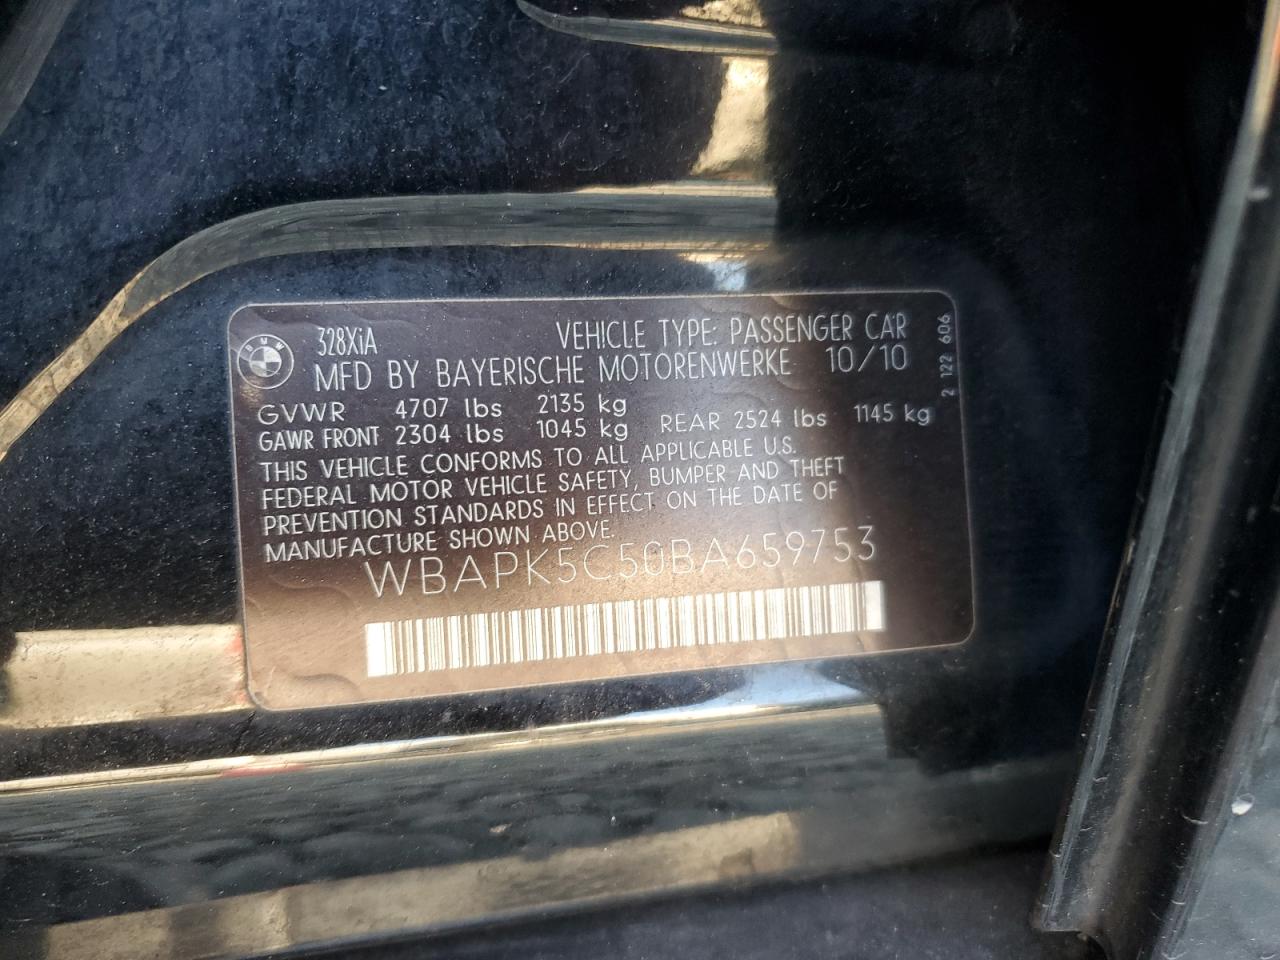 BMW
328XiA VEHICLE TYPE: PASSENGER CAR
MFD BY BAYERISCHE MOTORENWERKE 10/10
GVWR 4707 lbs 2135 kg
GAWR FRONT 2304 lbs 1045 kg REAR 2524 lbs 1145 kg
THIS VEHICLE CONFORMS TO ALL APPLICABLE U.S.
FEDERAL MOTOR VEHICLE SAFETY, BUMPER AND THEFT
PREVENTION STANDARDS IN EFFECT ON THE DATE OF
MANUFACTURE SHOWN ABOVE.
WBAPK5C50BA659753
2 122 606